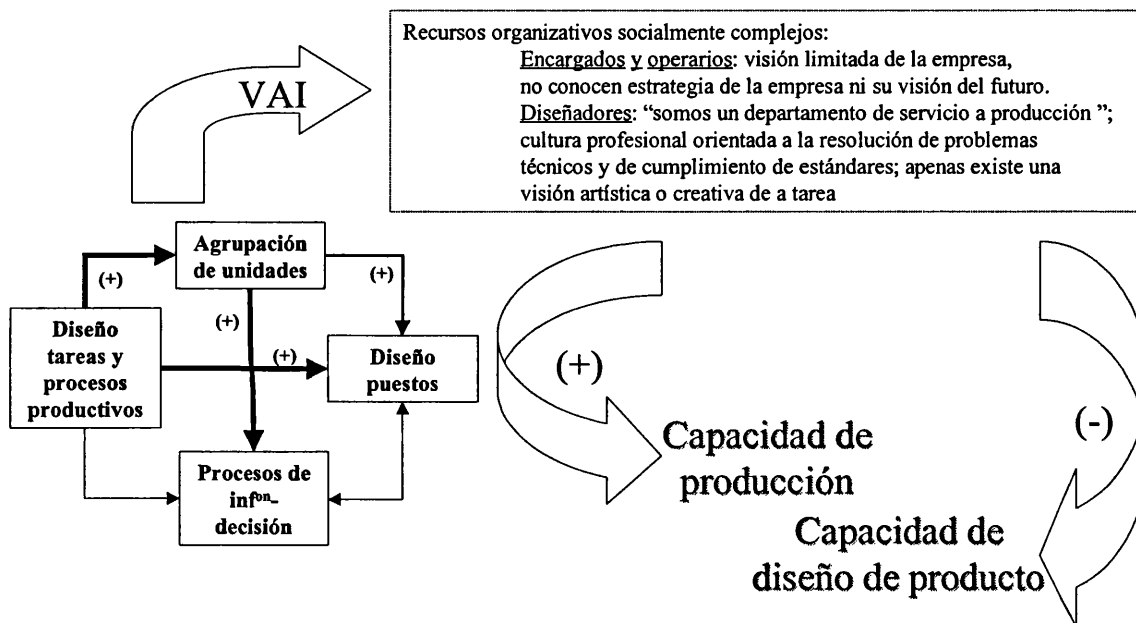 Recursos organizativos socialmente complejos:
Encargados y operarios: visión limitada de la empresa,
no conocen estrategia de la empresa ni su visión del futuro.
Diseñadores: “somos un departamento de servicio a producción ”;
cultura profesional orientada a la resolución de problemas
técnicos y de cumplimiento de estándares; apenas existe una
visión artística o creativa de a tarea
VAI
Agrupación
de unidades
(+)
(+)
(+)
(+)
Diseño
tareas y
procesos
productivos
Diseño
puestos
Procesos de
infᵒⁿ-
decisión
(+)
(-)
Capacidad de
producción
Capacidad de
diseño de producto